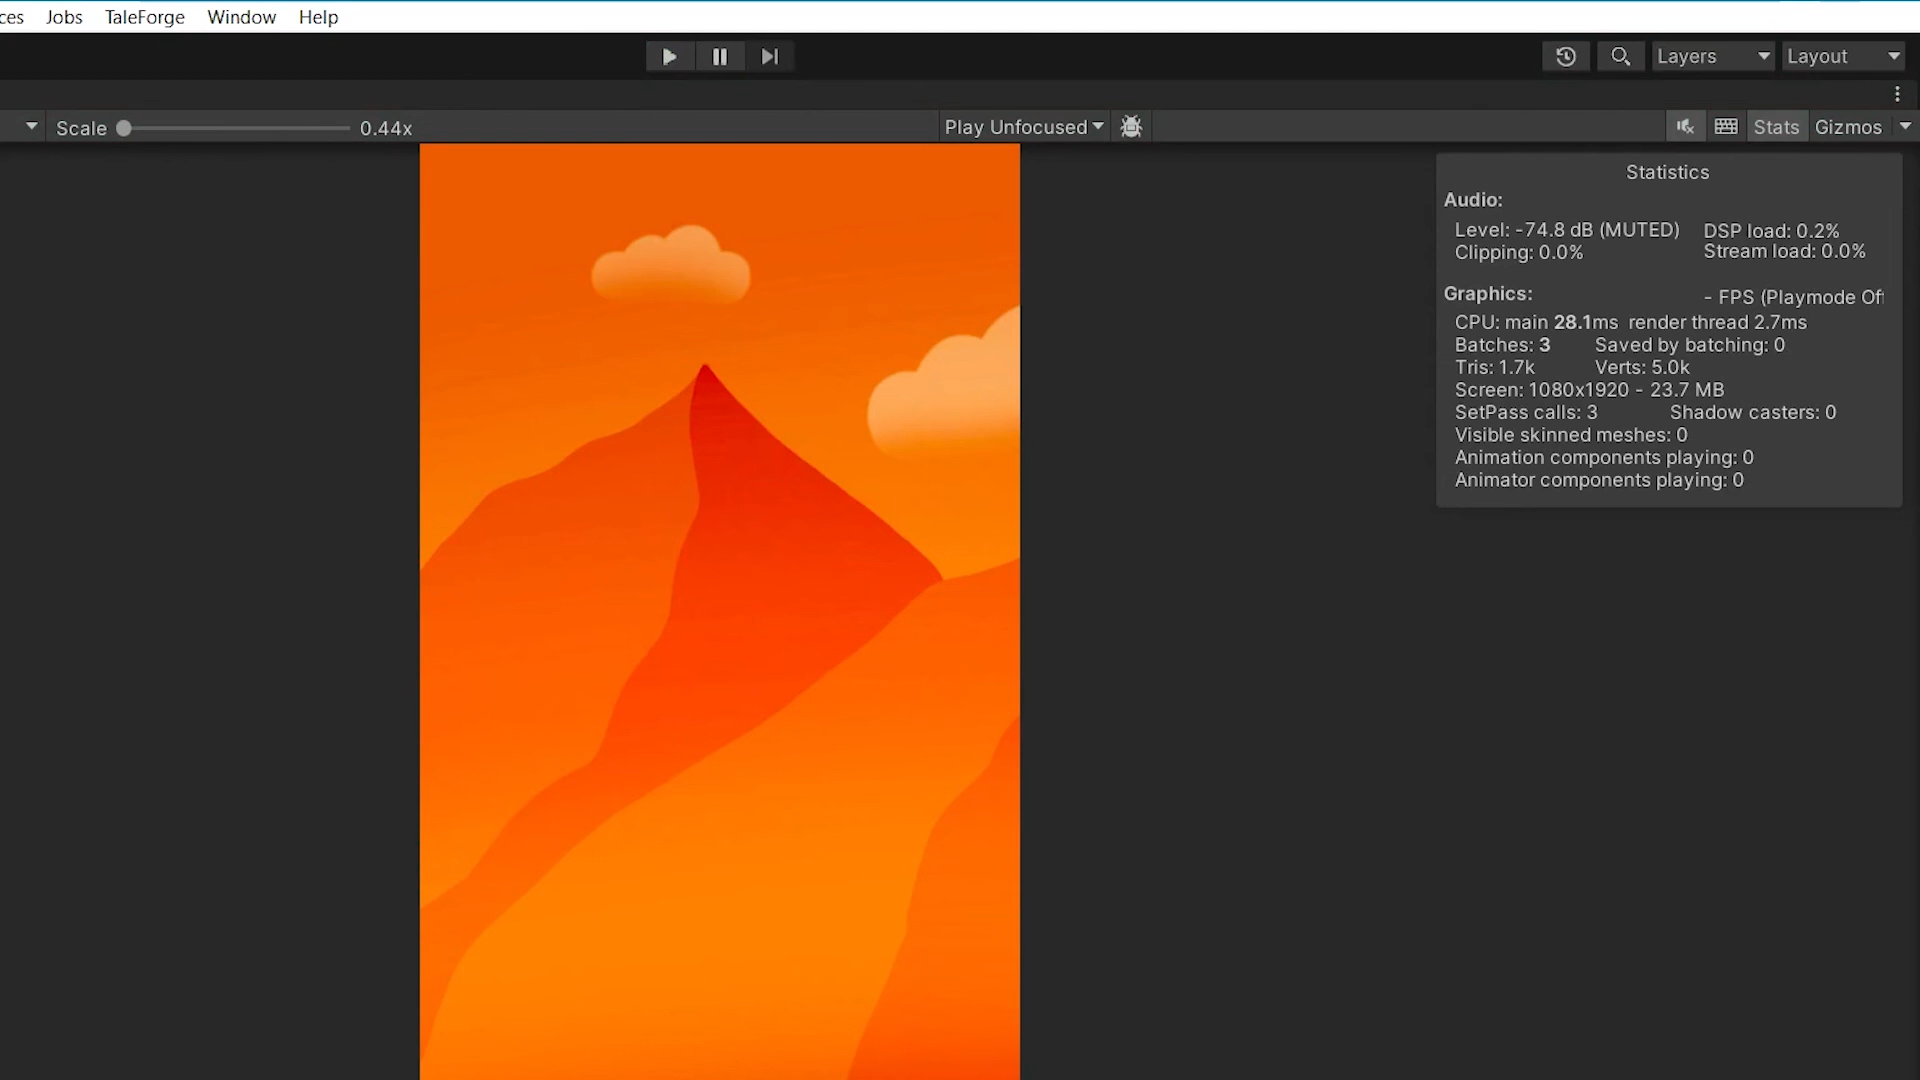 ces Jobs TaleForge Window Help
Layers Layout
Scale 0.44x Play Unfocused Stats Gizmos
Statistics
Audio:
Level: -74.8 dB (MUTED) DSP load: 0.2%
Clipping: 0.0% Stream load: 0.0%
Graphics: - FPS (Playmode Of
CPU: main 28.1ms render thread 2.7ms
Batches: 3 Saved by batching: 0
Tris: 1.7k Verts: 5.0k
Screen: 1080x1920 - 23.7 MB
SetPass calls: 3 Shadow casters: 0
Visible skinned meshes: 0
Animation components playing: 0
Animator components playing: 0